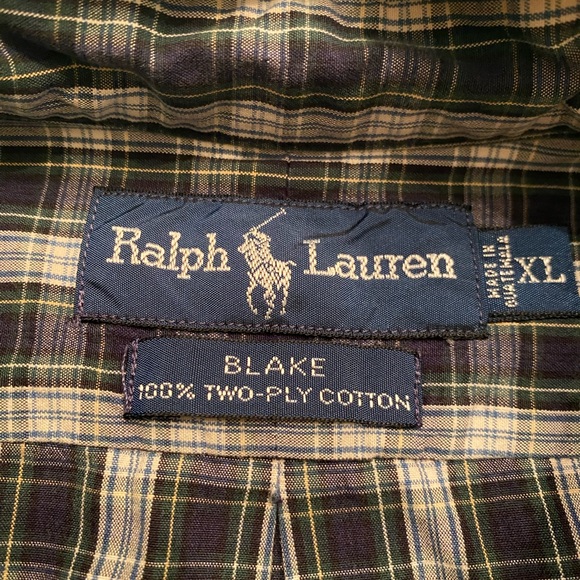 Ralph Lauren
MADE IN
GUATEMALA
XL
BLAKE
100% TWO-PLY COTTON